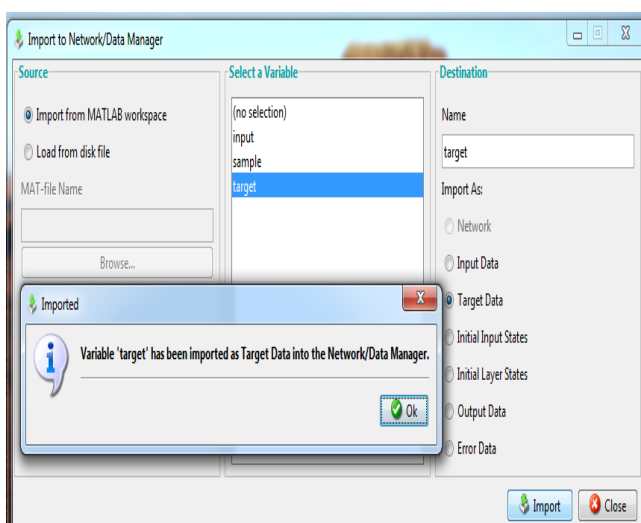 Import to Network/Data Manager
Source
Import from MATLAB workspace
Load from disk file
MAT-file Name
Browse...
Select a Variable
(no selection)
input
sample
target
Destination
Name
target
Import As:
Network
Input Data
Target Data
Initial Input States
Initial Layer States
Output Data
Error Data
Imported
Variable 'target' has been imported as Target Data into the Network/Data Manager.
Ok
Import
Close